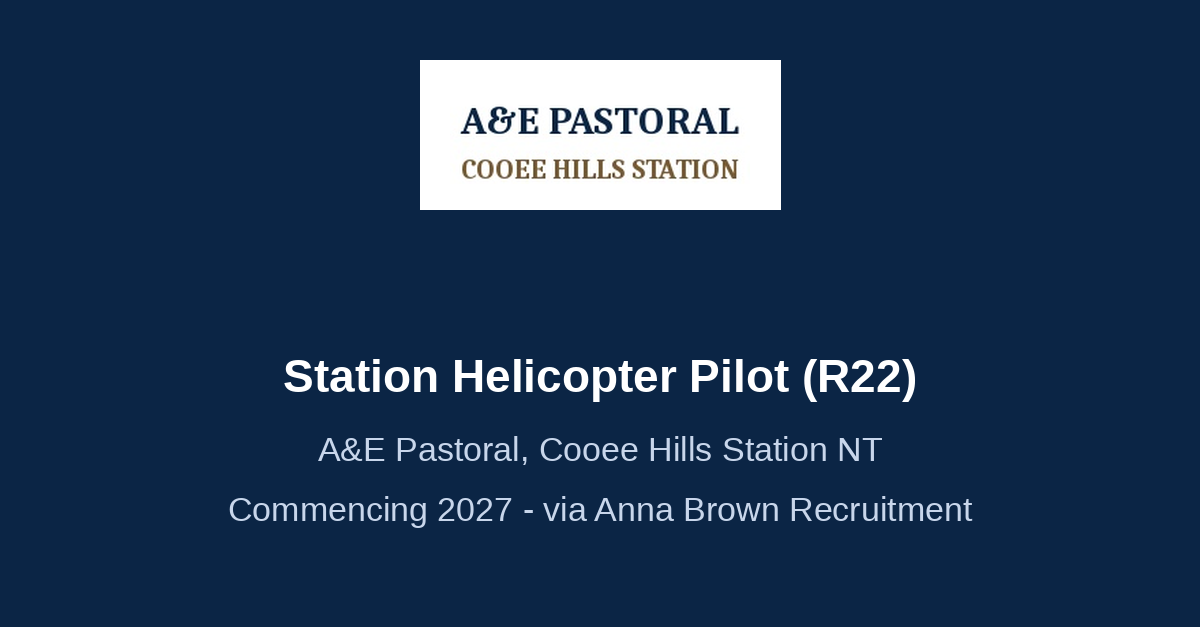 A&E PASTORAL
COOEE HILLS STATION
Station Helicopter Pilot (R22)
A&E Pastoral, Cooee Hills Station NT
Commencing 2027 - via Anna Brown Recruitment